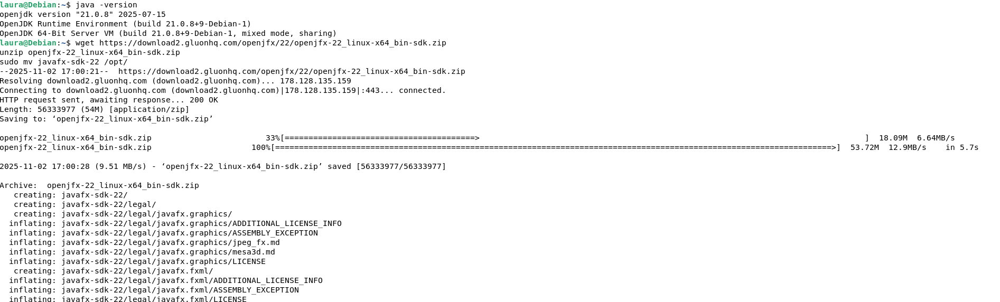 laura@Debian:~$ java -version
openjdk version "21.0.8" 2025-07-15
OpenJDK Runtime Environment (build 21.0.8+9-Debian-1)
OpenJDK 64-Bit Server VM (build 21.0.8+9-Debian-1, mixed mode, sharing)
laura@Debian:~$ wget https://download2.gluonhq.com/openjfx/22/openjfx-22_linux-x64_bin-sdk.zip
unzip openjfx-22_linux-x64_bin-sdk.zip
sudo mv javafx-sdk-22 /opt/
--2025-11-02 17:00:21--  https://download2.gluonhq.com/openjfx/22/openjfx-22_linux-x64_bin-sdk.zip
Resolving download2.gluonhq.com (download2.gluonhq.com)... 178.128.135.159
Connecting to download2.gluonhq.com (download2.gluonhq.com)|178.128.135.159|:443... connected.
HTTP request sent, awaiting response... 200 OK
Length: 56333977 (54M) [application/zip]
Saving to: ‘openjfx-22_linux-x64_bin-sdk.zip’
openjfx-22_linux-x64_bin-sdk.zip                        33%[========================================>                                                                                 ]  18.09M  6.64MB/s
openjfx-22_linux-x64_bin-sdk.zip                     100%[=====================================================================================================================>]  53.72M  12.9MB/s    in 5.7s
2025-11-02 17:00:28 (9.51 MB/s) - ‘openjfx-22_linux-x64_bin-sdk.zip’ saved [56333977/56333977]
Archive:  openjfx-22_linux-x64_bin-sdk.zip
   creating: javafx-sdk-22/
   creating: javafx-sdk-22/legal/
   creating: javafx-sdk-22/legal/javafx.graphics/
  inflating: javafx-sdk-22/legal/javafx.graphics/ADDITIONAL_LICENSE_INFO
  inflating: javafx-sdk-22/legal/javafx.graphics/ASSEMBLY_EXCEPTION
  inflating: javafx-sdk-22/legal/javafx.graphics/jpeg_fx.md
  inflating: javafx-sdk-22/legal/javafx.graphics/mesa3d.md
  inflating: javafx-sdk-22/legal/javafx.graphics/LICENSE
   creating: javafx-sdk-22/legal/javafx.fxml/
  inflating: javafx-sdk-22/legal/javafx.fxml/ADDITIONAL_LICENSE_INFO
  inflating: javafx-sdk-22/legal/javafx.fxml/ASSEMBLY_EXCEPTION
  inflating: javafx-sdk-22/legal/javafx.fxml/LICENSE